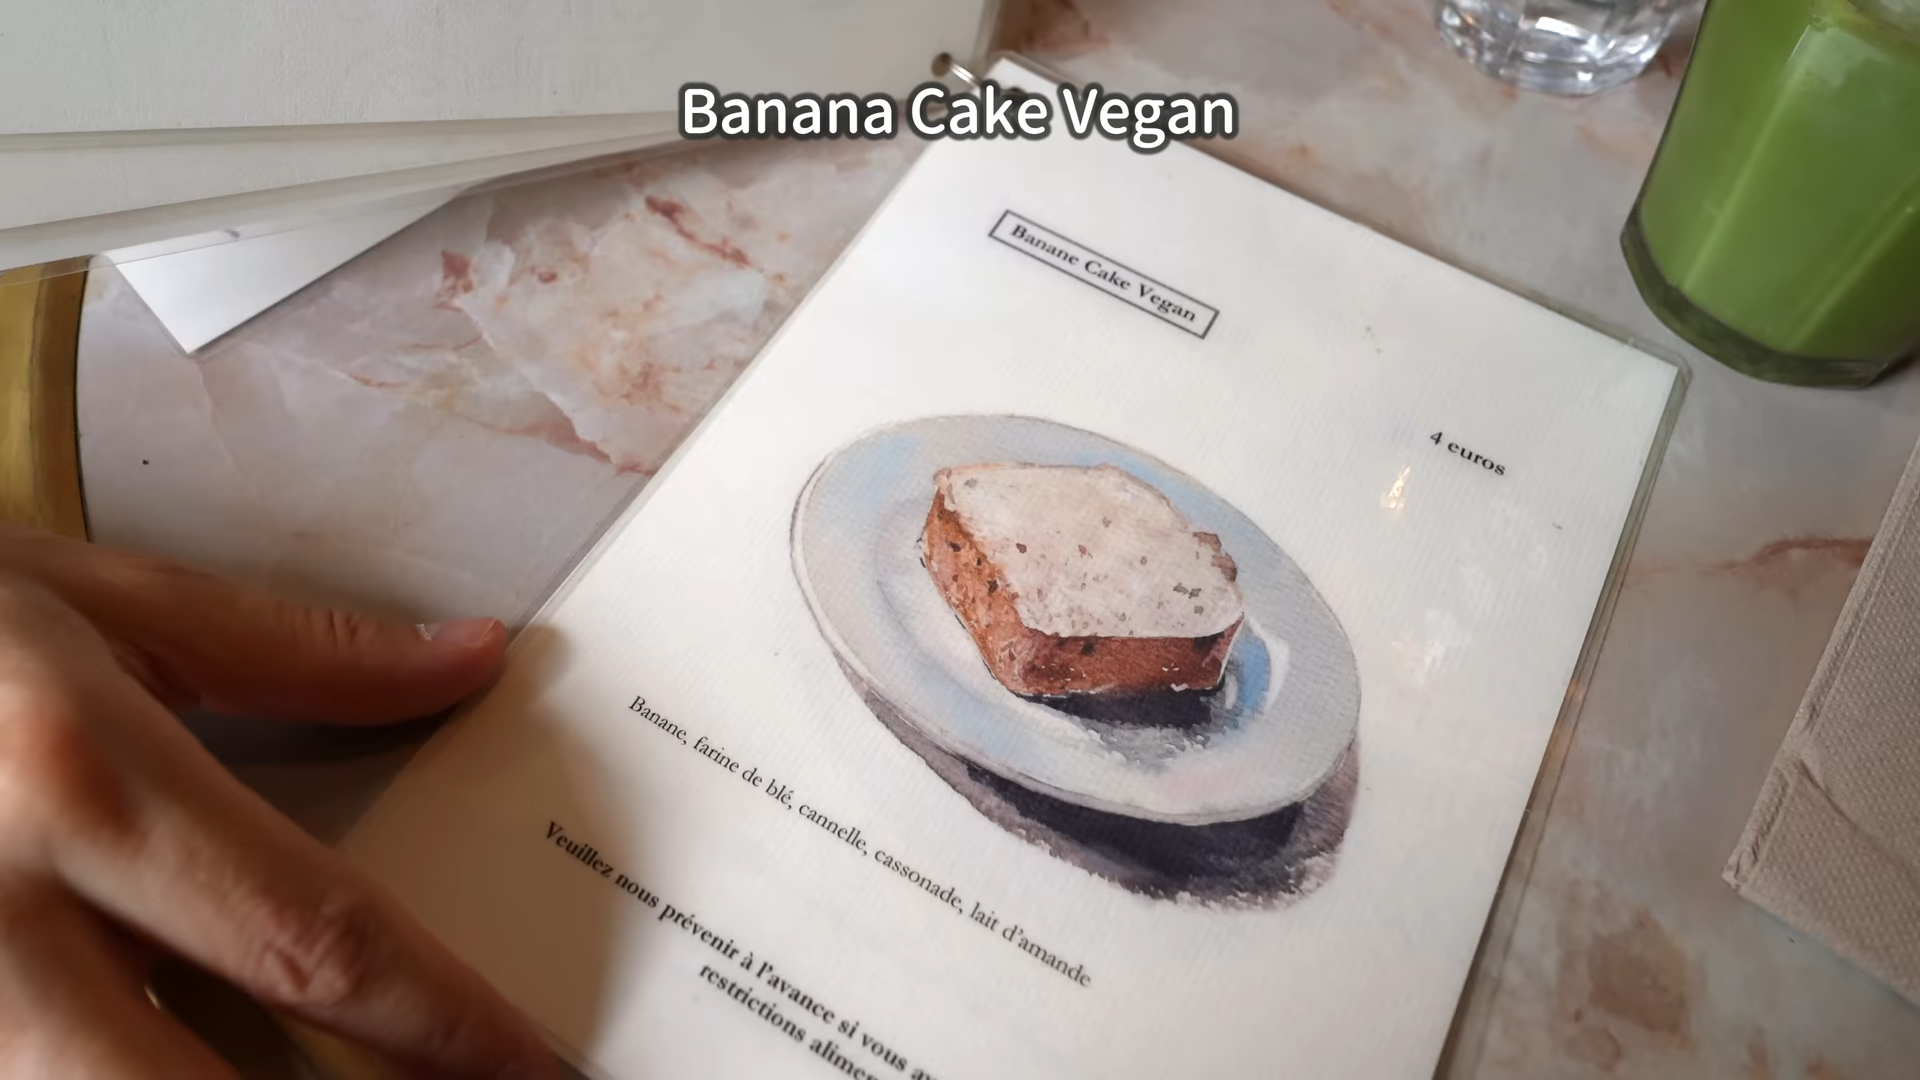 Banana Cake Vegan
Banane Cake Vegan
4 euros
Banane, farine de blé, cannelle, cassonade, lait d'amande
Veuillez nous prévenir à l'avance si vous
restrictions